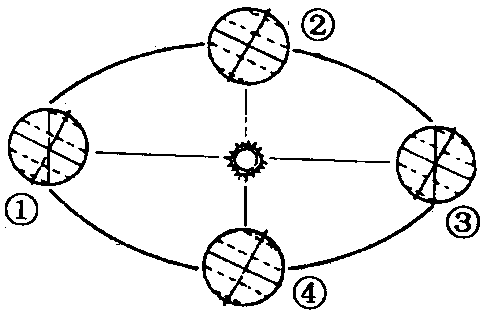 ②
①
③
④